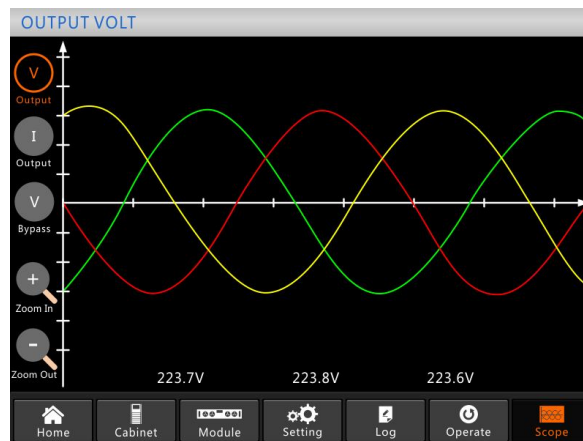 OUTPUT VOLT
V
Output
I
Output
V
Bypass
+
Zoom In
-
Zoom Out
223.7V 223.8V 223.6V
Home Cabinet Module Setting Log Operate Scope